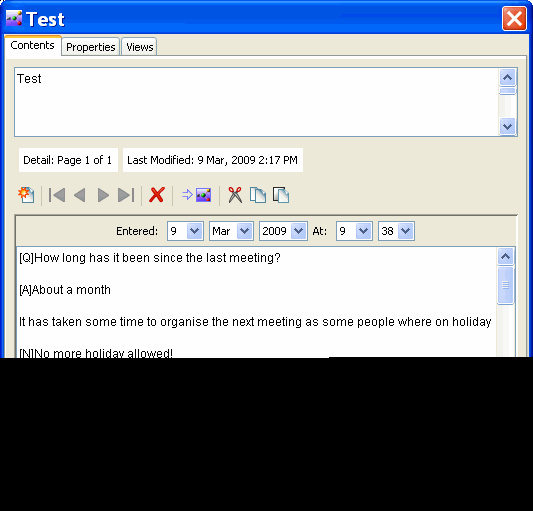 Test
Contents Properties Views
Test
Detail: Page 1 of 1 Last Modified: 9 Mar, 2009 2:17 PM
Entered: 9 Mar 2009 At: 9 38
[Q]How long has it been since the last meeting?
[A]About a month
It has taken some time to organise the next meeting as some people where on holiday
[N]No more holiday allowed!